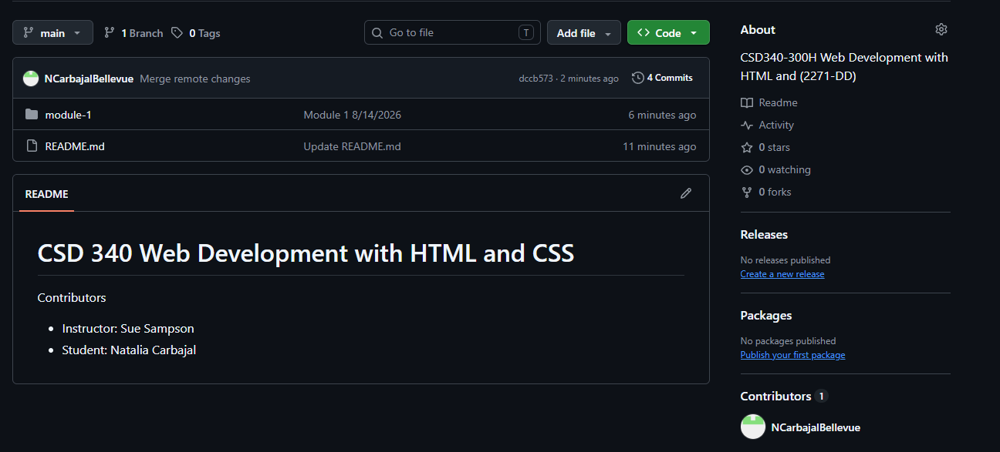 main
1 Branch
0 Tags
Go to file
T
Add file
Code
NCarbajalBellevue Merge remote changes
dccb573 · 2 minutes ago
4 Commits
module-1
Module 1 8/14/2026
6 minutes ago
README.md
Update README.md
11 minutes ago
README
CSD 340 Web Development with HTML and CSS
Contributors
Instructor: Sue Sampson
Student: Natalia Carbajal
About
CSD340-300H Web Development with
HTML and (2271-DD)
Readme
Activity
0 stars
0 watching
0 forks
Releases
No releases published
Create a new release
Packages
No packages published
Publish your first package
Contributors 1
NCarbajalBellevue